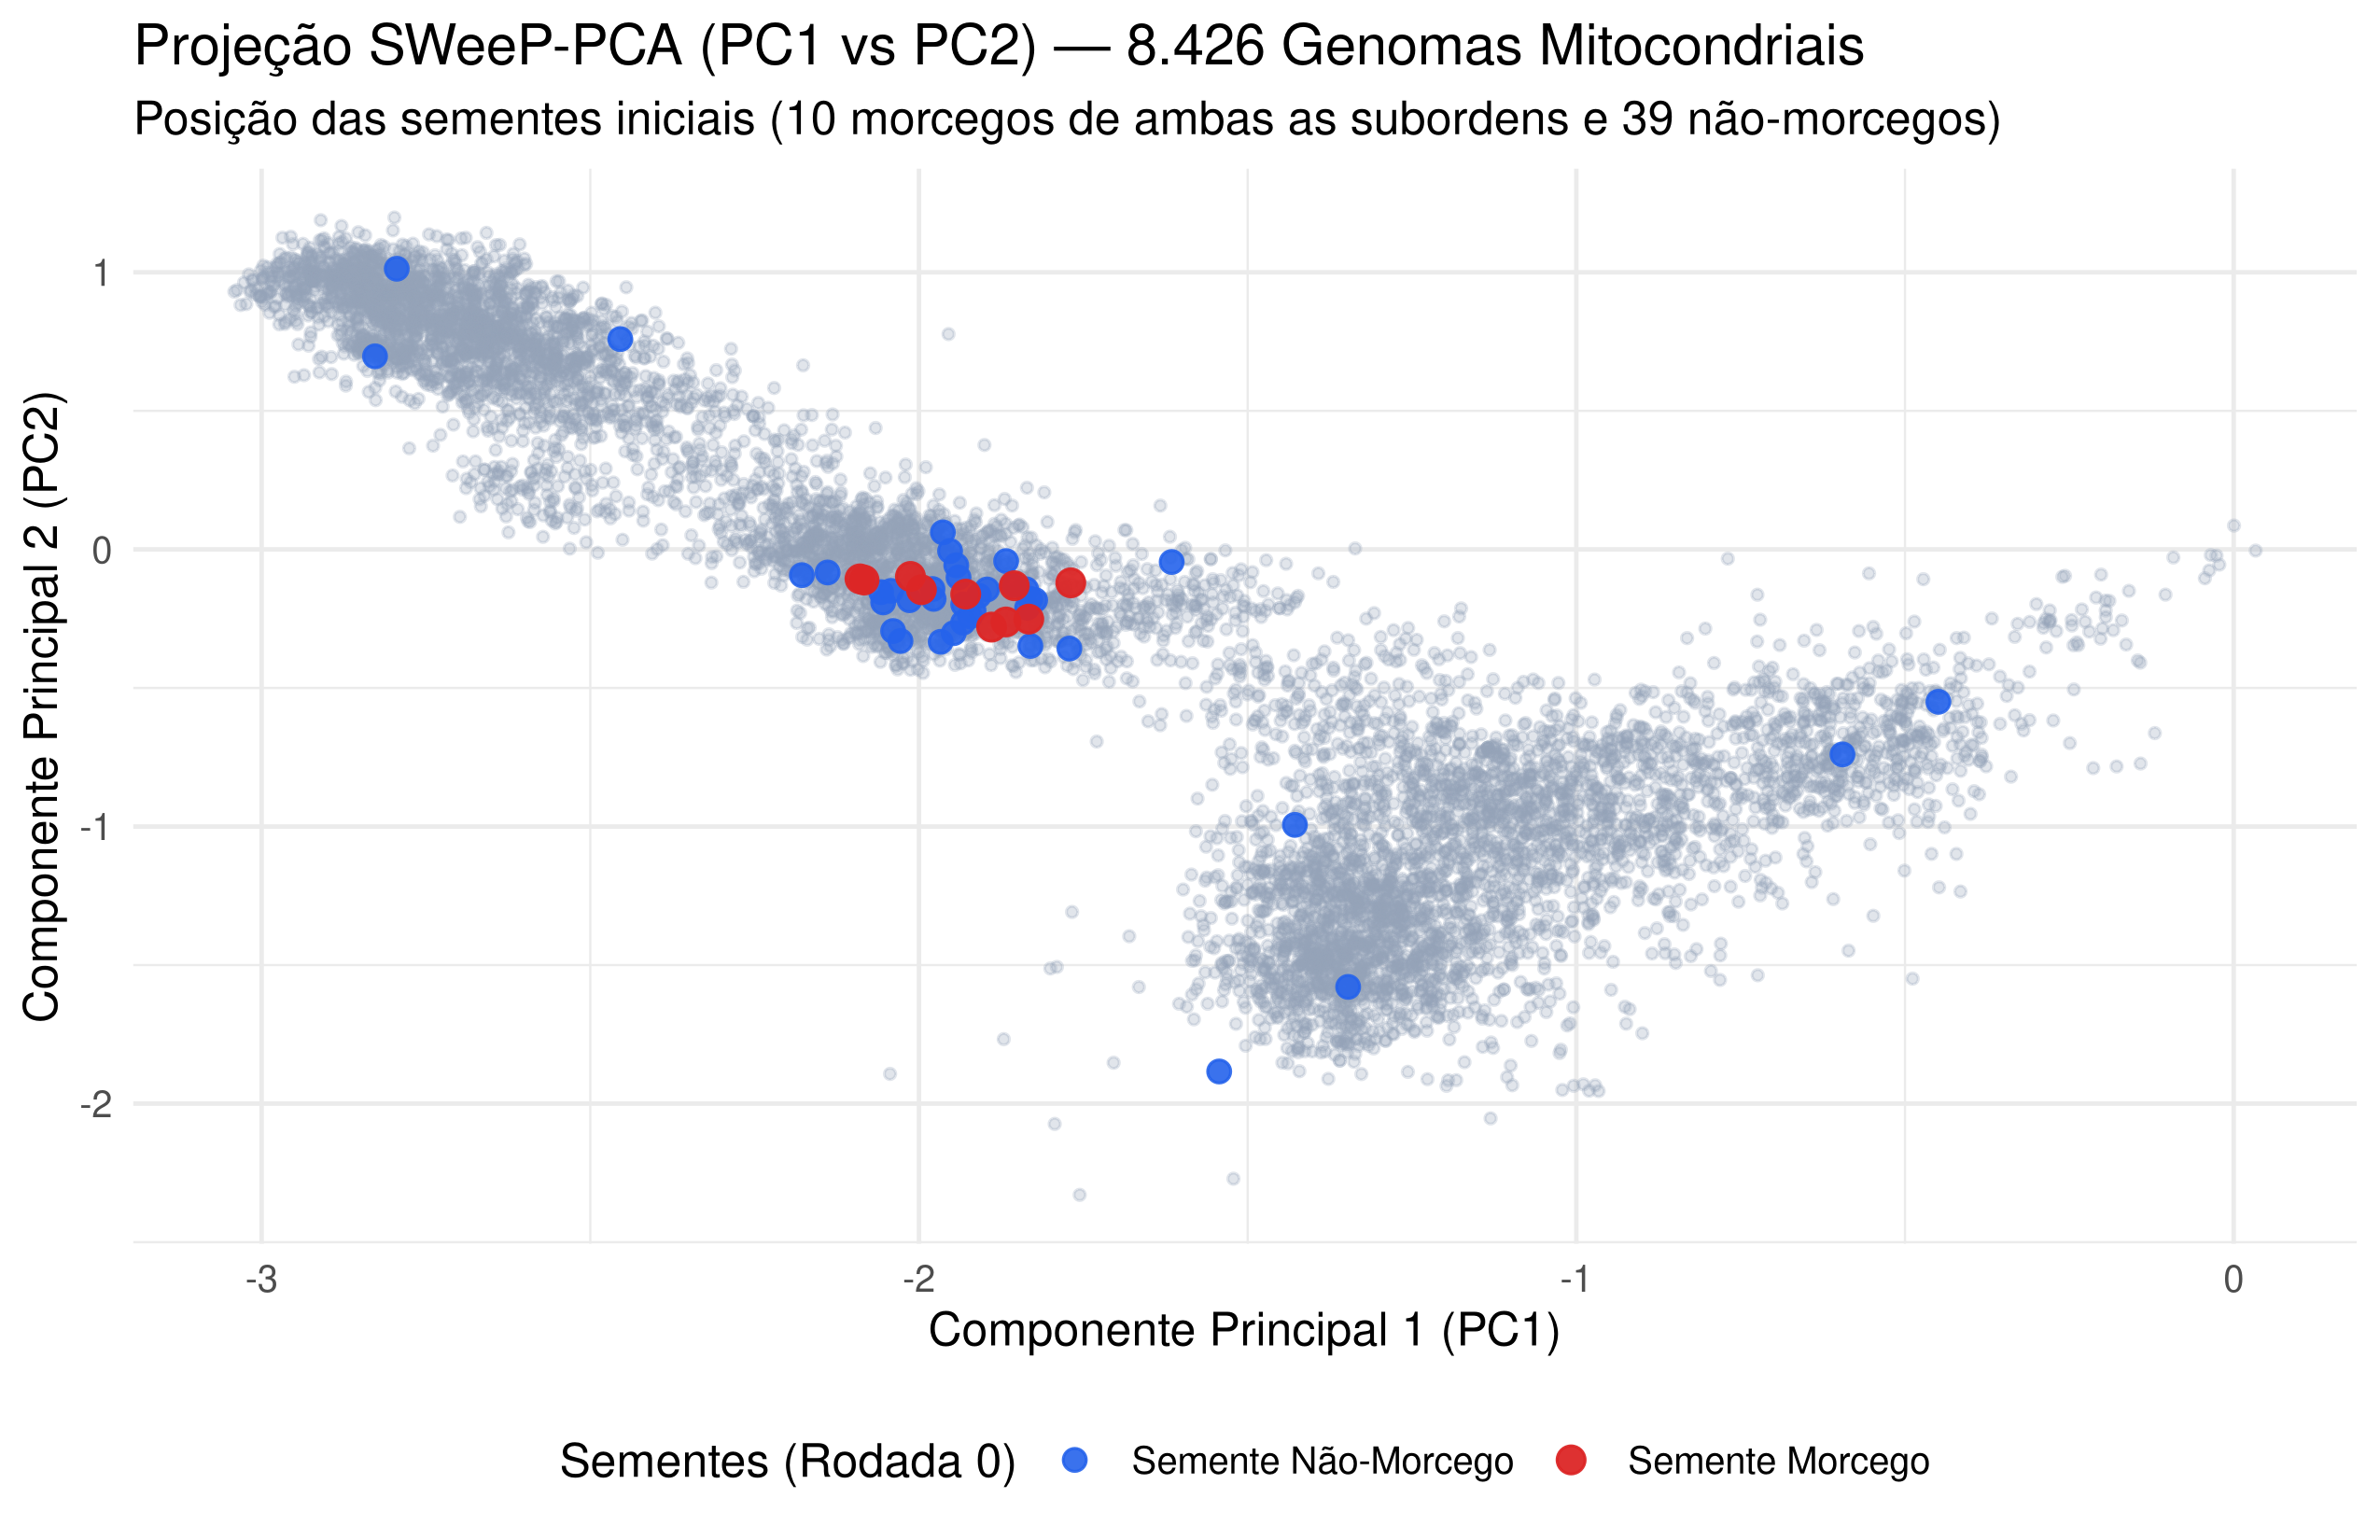 Projeção SWeeP-PCA (PC1 vs PC2) — 8.426 Genomas Mitocondriais
Posição das sementes iniciais (10 morcegos de ambas as subordens e 39 não-morcegos)
Componente Principal 2 (PC2)
1
0
-1
-2
-3
-2
-1
0
Componente Principal 1 (PC1)
Sementes (Rodada 0)
Semente Não-Morcego
Semente Morcego